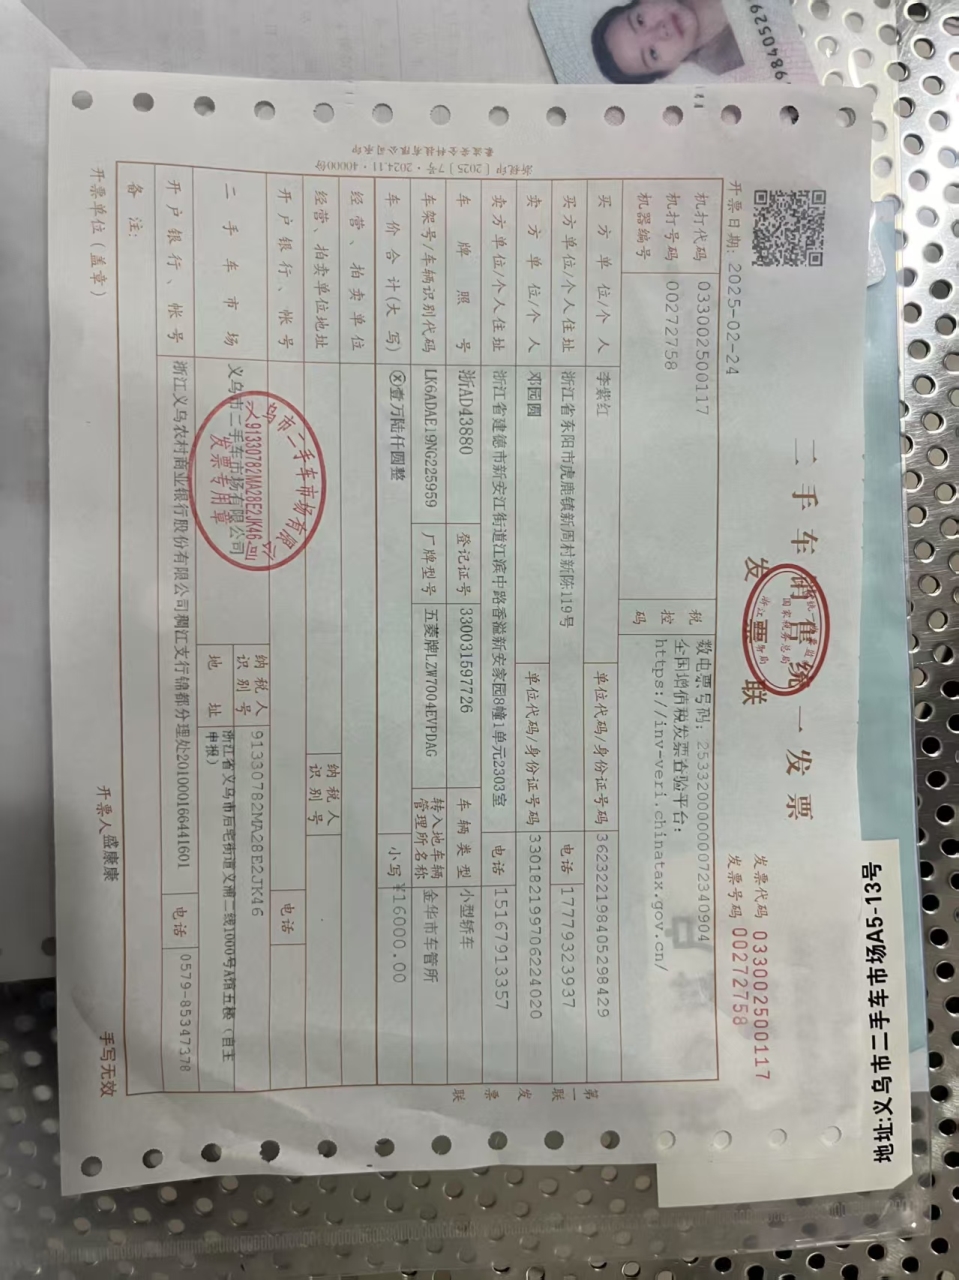 二手车销售统一发票
发票联
发票代码 033002500117
发票号码 00272758
开票日期: 2025-02-24
机打代码 033002500117
机打号码 00272758
机器编号
税控码
数电票号码: 25332000000072340904
全国增值税发票查验平台:
https://inv-veri.chinatax.gov.cn/
买方单位/个人 李紫红 单位代码/身份证号码 362322198405298429
买方单位/个人住址 浙江省东阳市虎鹿镇新周村新陈119号 电话 17779323937
卖方单位/个人 邓园圆 单位代码/身份证号码 330182199706224020
卖方单位/个人住址 浙江省建德市新安江街道江滨中路香溢新安家园8幢1单元2303室 电话 15167913357
车牌照号 浙AD43880 登记证号 330031597726 车辆类型 小型轿车
车架号/车辆识别代码 LK6ADAE19NG225959 厂牌型号 五菱牌LZW7004EVPDAG 转入地车辆管理所名称 金华市车管所
车价合计(大写) ⓧ壹万陆仟圆整 小写 ¥16000.00
经营、拍卖单位
经营、拍卖单位地址 纳税人识别号
开户银行、帐号 电话
二手车市场 义乌市二手车市场有限公司 纳税人识别号 91330782MA28E2JK46
地址 浙江省义乌市后宅街道义浦二线1000号A馆五楼(自主申报)
开户银行、帐号 浙江义乌农村商业银行股份有限公司稠江支行锦都分理处201000166441601 电话 0579-85347378
备注:
开票单位(盖章) 开票人盛康康 手写无效
第一联 发票联
91330782MA28E2JK46
发票专用章
地址:义乌市二手车市场A5-13号